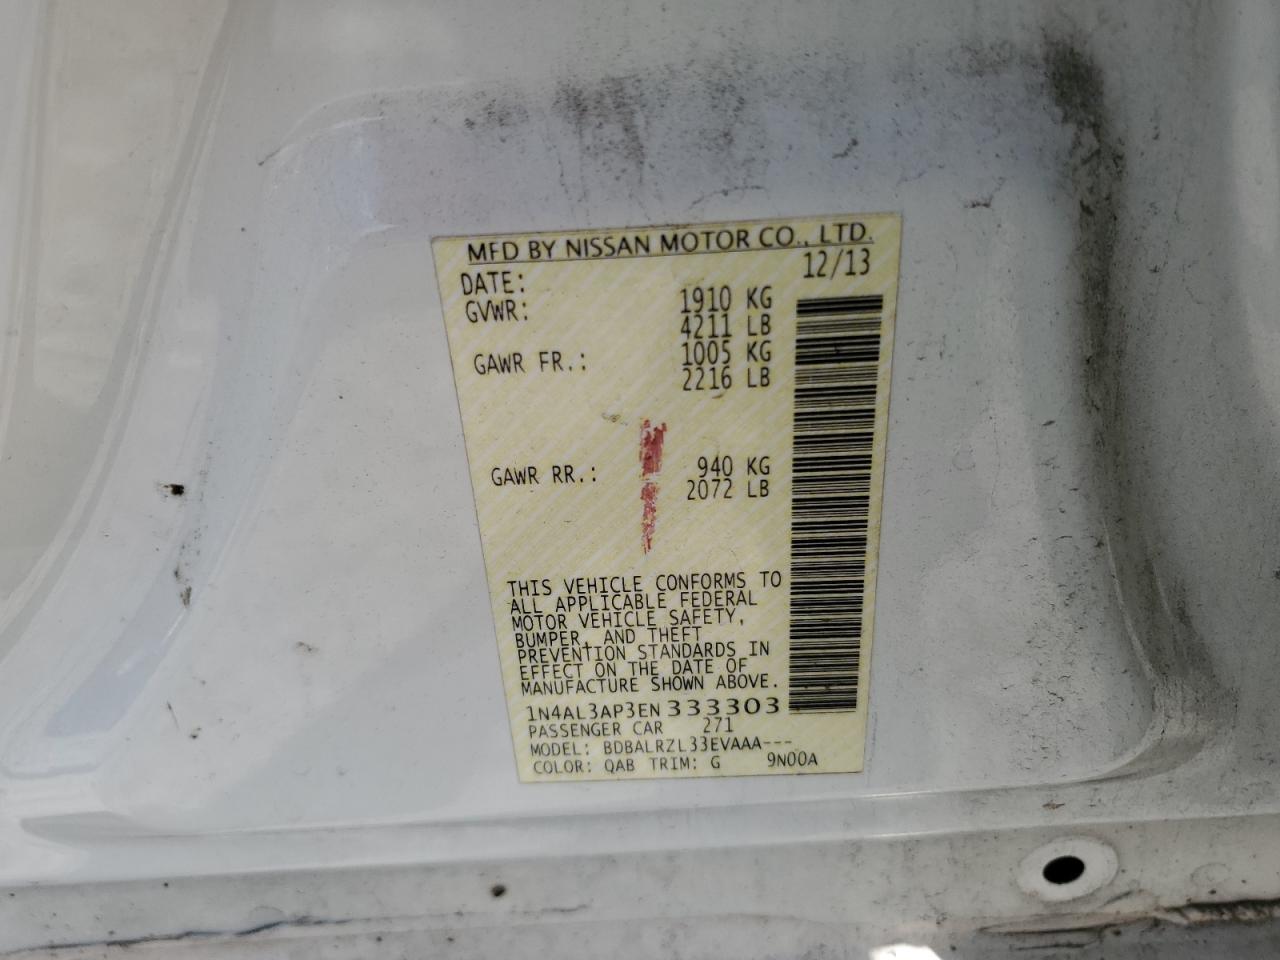 MFD BY NISSAN MOTOR CO., LTD.
DATE: 12/13
GVWR: 1910 KG
4211 LB
GAWR FR.: 1005 KG
2216 LB
GAWR RR.: 940 KG
2072 LB
THIS VEHICLE CONFORMS TO
ALL APPLICABLE FEDERAL
MOTOR VEHICLE SAFETY,
BUMPER, AND THEFT
PREVENTION STANDARDS IN
EFFECT ON THE DATE OF
MANUFACTURE SHOWN ABOVE.
1N4AL3AP3EN333303
PASSENGER CAR 271
MODEL: BDBALRZL33EVAAA---
COLOR: QAB TRIM: G 9N00A